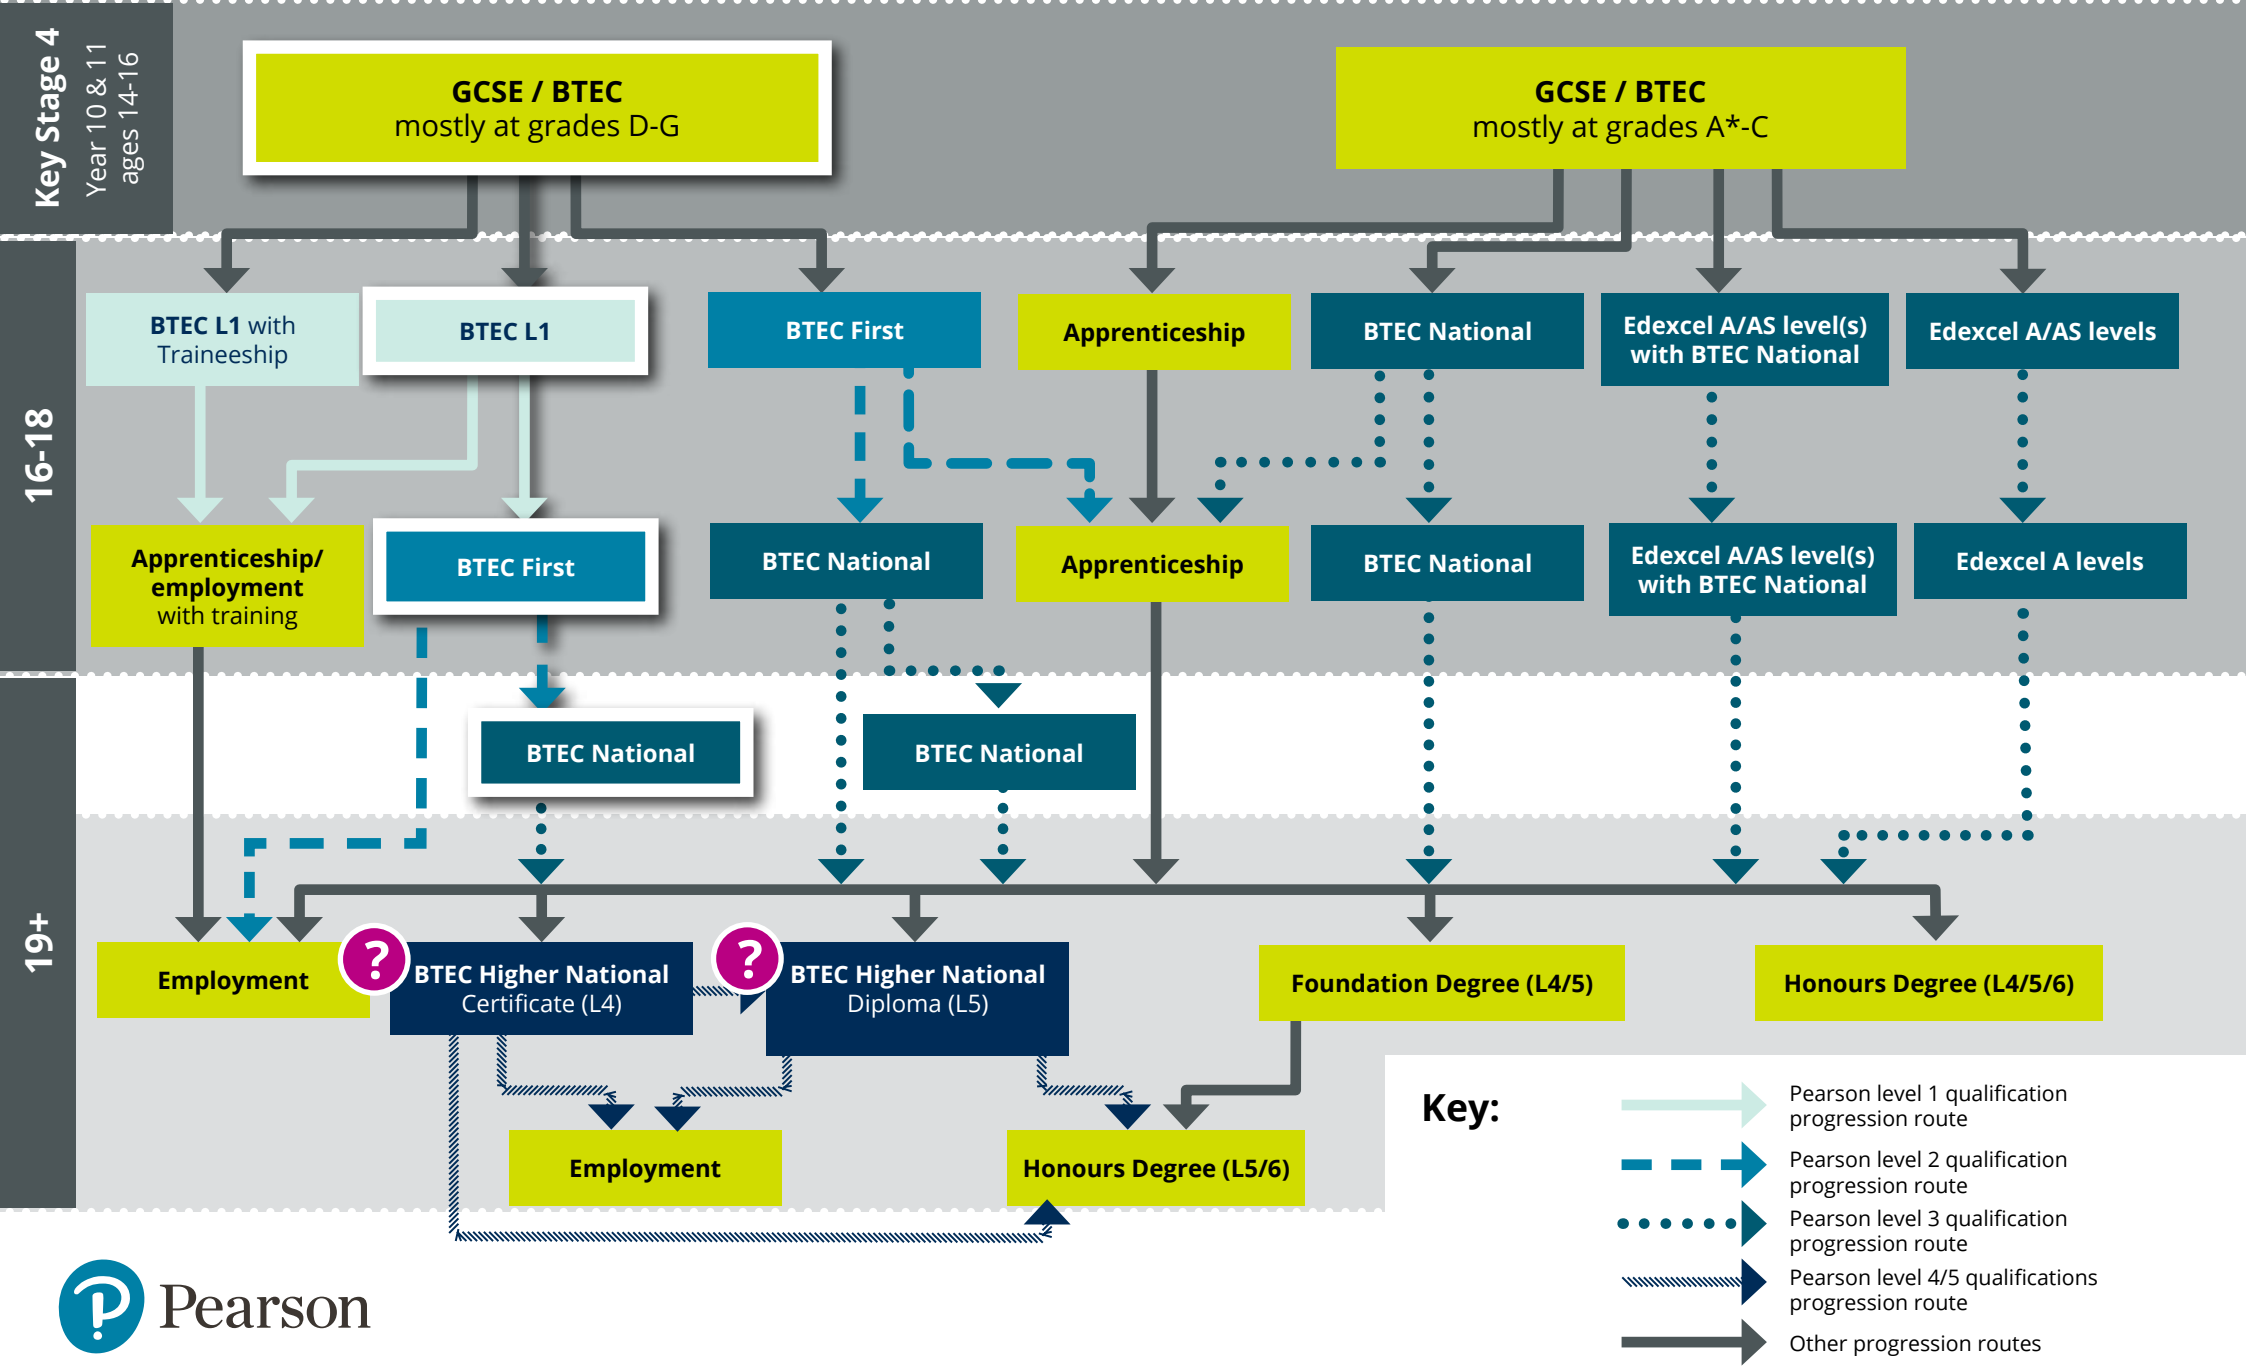 Key Stage 4
Year 10 & 11
ages 14-16
GCSE / BTEC
mostly at grades D-G
GCSE / BTEC
mostly at grades A*-C
16-18
BTEC L1 with
Traineeship
BTEC L1
BTEC First
Apprenticeship
BTEC National
Edexcel A/AS level(s)
with BTEC National
Edexcel A/AS levels
Apprenticeship/
employment
with training
BTEC First
BTEC National
Apprenticeship
BTEC National
Edexcel A/AS level(s)
with BTEC National
Edexcel A levels
19+
BTEC National
BTEC National
Employment
?
BTEC Higher National
Certificate (L4)
?
BTEC Higher National
Diploma (L5)
Foundation Degree (L4/5)
Honours Degree (L4/5/6)
Employment
Honours Degree (L5/6)
Key:
Pearson level 1 qualification
progression route
Pearson level 2 qualification
progression route
Pearson level 3 qualification
progression route
Pearson level 4/5 qualifications
progression route
Other progression routes
Pearson